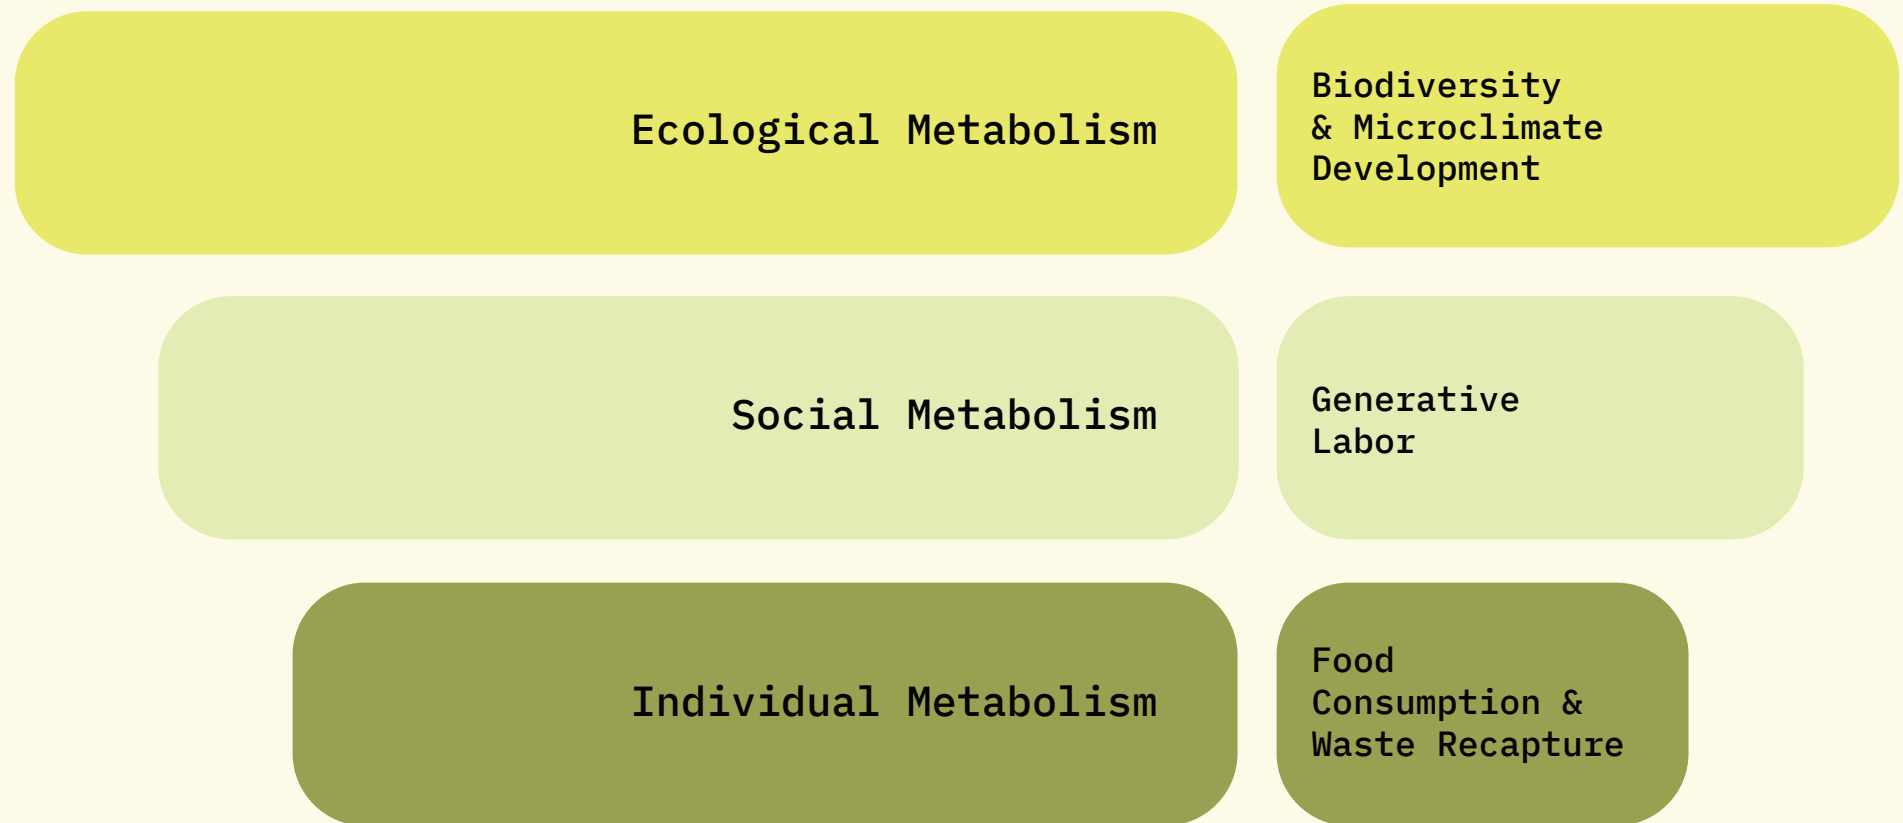 Ecological Metabolism
Biodiversity
& Microclimate
Development
Social Metabolism
Generative
Labor
Individual Metabolism
Food
Consumption &
Waste Recapture